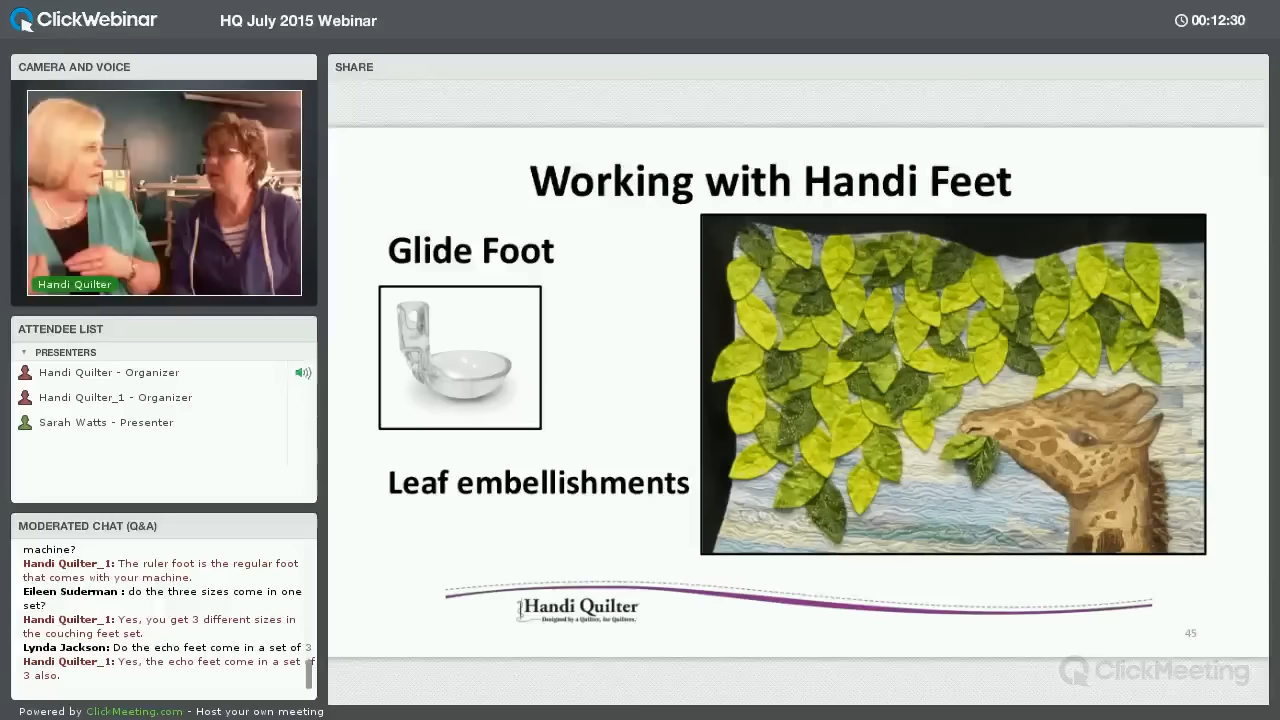 ClickWebinar
HQ July 2015 Webinar
00:12:30
CAMERA AND VOICE
Handi Quilter
ATTENDEE LIST
PRESENTERS
Handi Quilter - Organizer
Handi Quilter_1 - Organizer
Sarah Watts - Presenter
MODERATED CHAT (Q&A)
machine?
Handi Quilter_1: The ruler foot is the regular foot
that comes with your machine.
Suderman : do the three sizes come in one
set?
Handi Quilter_1: Yes, you get 3 different sizes in
the couching feet set.
Lynda Jackson: Do the echo feet come in a set of 3
Handi Quilter_1: Yes, the echo feet come in a set of
3 also.
Powered by ClickMeeting.com - Host your own meeting
SHARE
Working with Handi Feet
Glide Foot
Leaf embellishments
Handi Quilter
Designed by a Quilter, for Quilters.
45
ClickMeeting